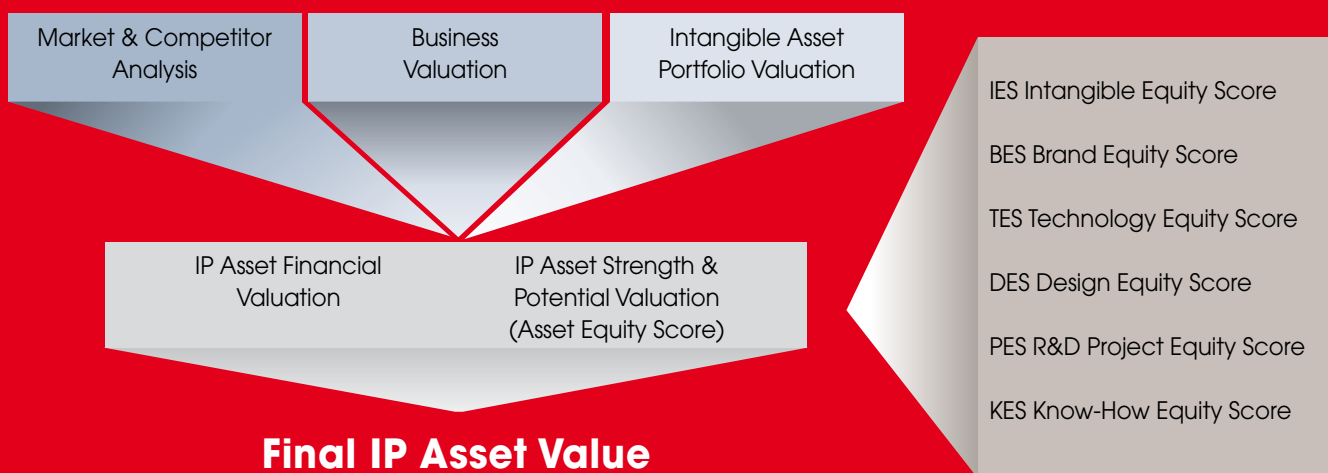 Market & Competitor
Analysis
Business
Valuation
Intangible Asset
Portfolio Valuation
IP Asset Financial
Valuation
IP Asset Strength &
Potential Valuation
(Asset Equity Score)
Final IP Asset Value
IES Intangible Equity Score
BES Brand Equity Score
TES Technology Equity Score
DES Design Equity Score
PES R&D Project Equity Score
KES Know-How Equity Score